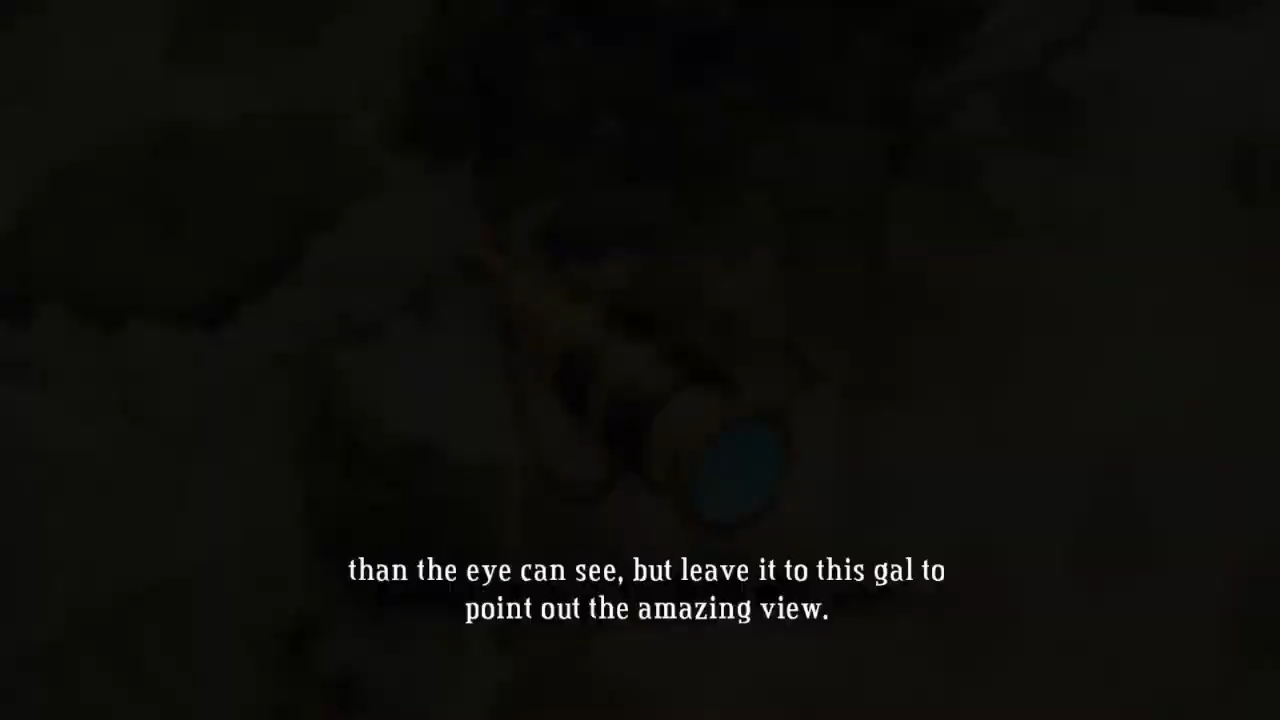 than the eye can see, but leave it to this gal to
point out the amazing view.